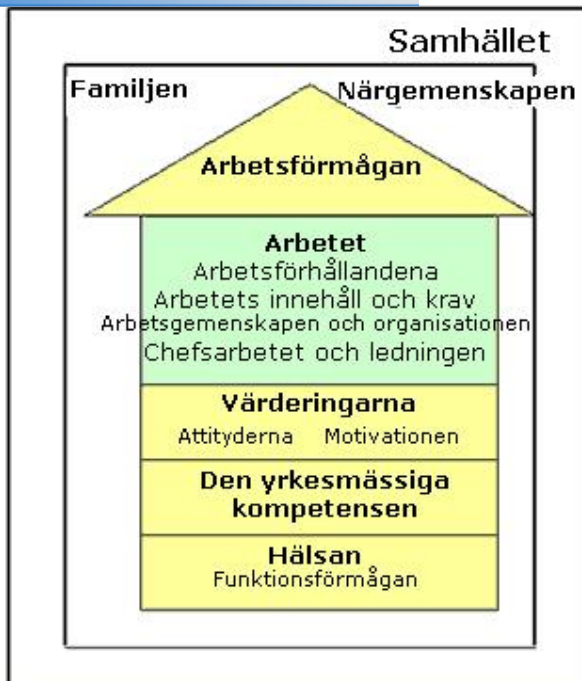 Samhället
Familjen
Närgemenskapen
Arbetsförmågan
Arbetet
Arbetsförhållandena
Arbetets innehåll och krav
Arbetsgemenskapen och organisationen
Chefsarbetet och ledningen
Värderingarna
Attityderna Motivationen
Den yrkesmässiga
kompetensen
Hälsan
Funktionsförmågan